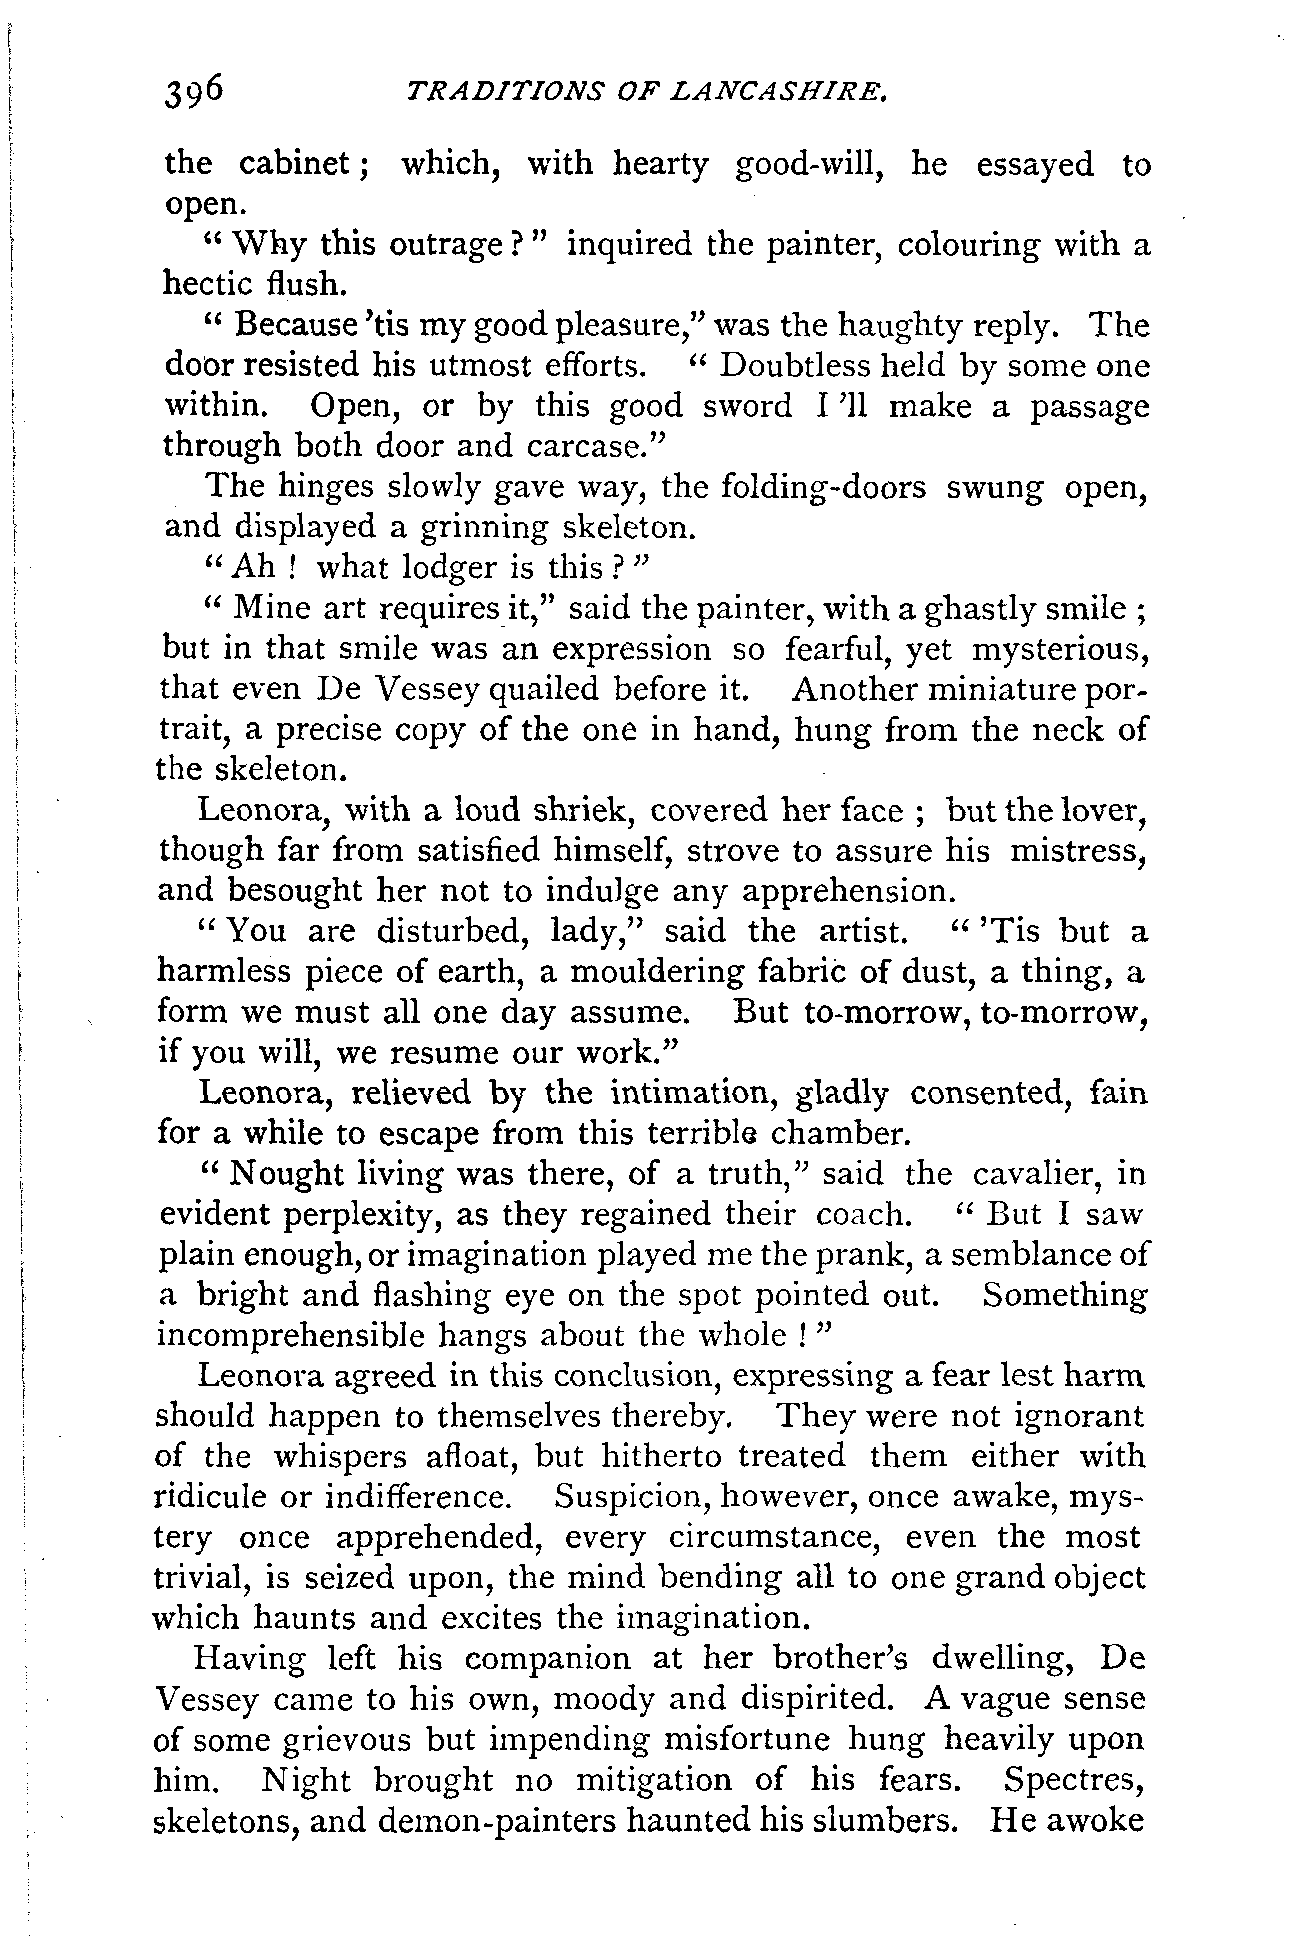 396 TRADITIONS OF LANCASHIRE.
the cabinet ; which, with hearty good-will, he essayed to
open.
“ Why this outrage ? ” inquired the painter, colouring with a
hectic flush.
“ Because ’tis my good pleasure,” was the haughty reply. The
door resisted his utmost efforts. “ Doubtless held by some one
within. Open, or by this good sword I ’ll make a passage
through both door and carcase.”
The hinges slowly gave way, the folding-doors swung open,
and displayed a grinning skeleton.
“ Ah ! what lodger is this ? ”
“ Mine art requires it,” said the painter, with a ghastly smile ;
but in that smile was an expression so fearful, yet mysterious,
that even De Vessey quailed before it. Another miniature por-
trait, a precise copy of the one in hand, hung from the neck of
the skeleton.
Leonora, with a loud shriek, covered her face ; but the lover,
though far from satisfied himself, strove to assure his mistress,
and besought her not to indulge any apprehension.
“ You are disturbed, lady,” said the artist. “ ’Tis but a
harmless piece of earth, a mouldering fabric of dust, a thing, a
form we must all one day assume. But to-morrow, to-morrow,
if you will, we resume our work.”
Leonora, relieved by the intimation, gladly consented, fain
for a while to escape from this terrible chamber.
“ Nought living was there, of a truth,” said the cavalier, in
evident perplexity, as they regained their coach. “ But I saw
plain enough, or imagination played me the prank, a semblance of
a bright and flashing eye on the spot pointed out. Something
incomprehensible hangs about the whole ! ”
Leonora agreed in this conclusion, expressing a fear lest harm
should happen to themselves thereby. They were not ignorant
of the whispers afloat, but hitherto treated them either with
ridicule or indifference. Suspicion, however, once awake, mys-
tery once apprehended, every circumstance, even the most
trivial, is seized upon, the mind bending all to one grand object
which haunts and excites the imagination.
Having left his companion at her brother’s dwelling, De
Vessey came to his own, moody and dispirited. A vague sense
of some grievous but impending misfortune hung heavily upon
him. Night brought no mitigation of his fears. Spectres,
skeletons, and demon-painters haunted his slumbers. He awoke